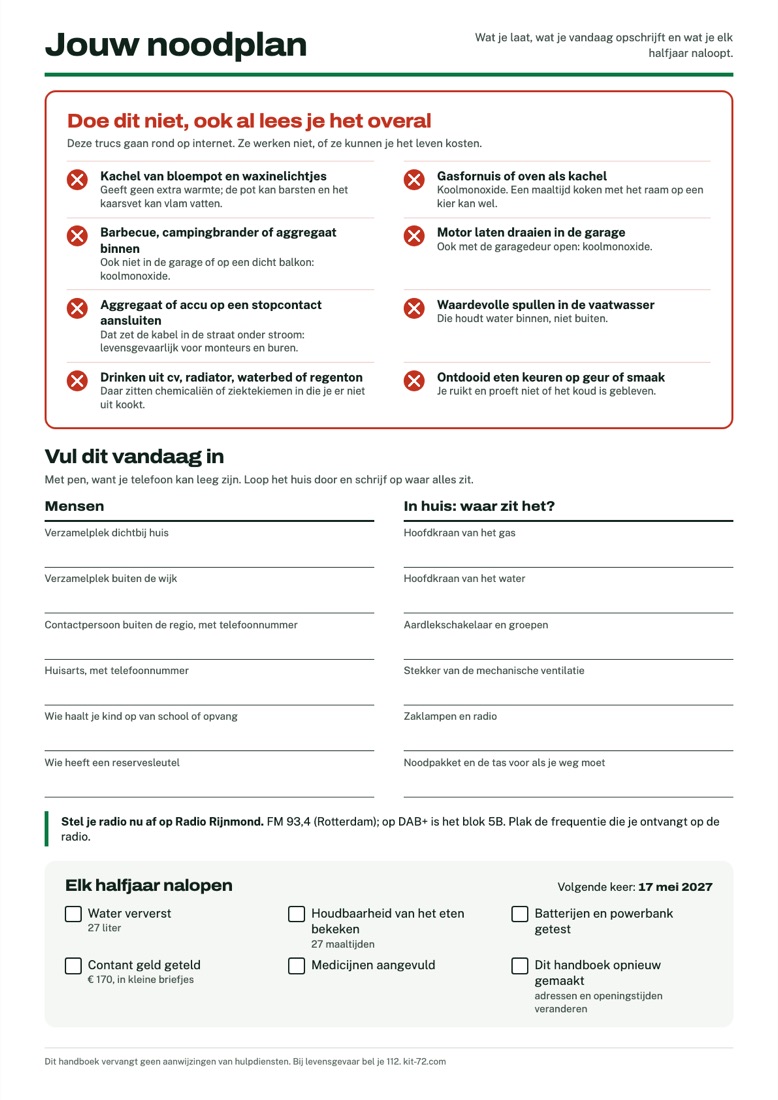 Jouw noodplan
Wat je laat, wat je vandaag opschrijft en wat je elk
halfjaar naloopt.
Doe dit niet, ook al lees je het overal
Deze trucs gaan rond op internet. Ze werken niet, of ze kunnen je het leven kosten.
Kachel van bloempot en waxinelichtjes
Geeft geen extra warmte; de pot kan barsten en het
kaarsvet kan vlam vatten.
Gasfornuis of oven als kachel
Koolmonoxide. Een maaltijd koken met het raam op een
kier kan wel.
Barbecue, campingbrander of aggregaat
binnen
Ook niet in de garage of op een dicht balkon:
koolmonoxide.
Motor laten draaien in de garage
Ook met de garagedeur open: koolmonoxide.
Aggregaat of accu op een stopcontact
aansluiten
Dat zet de kabel in de straat onder stroom:
levensgevaarlijk voor monteurs en buren.
Waardevolle spullen in de vaatwasser
Die houdt water binnen, niet buiten.
Drinken uit cv, radiator, waterbed of regenton
Daar zitten chemicaliën of ziektekiemen in die je er niet
uit kookt.
Ontdooid eten keuren op geur of smaak
Je ruikt en proeft niet of het koud is gebleven.
Vul dit vandaag in
Met pen, want je telefoon kan leeg zijn. Loop het huis door en schrijf op waar alles zit.
Mensen
Verzamelplek dichtbij huis
Verzamelplek buiten de wijk
Contactpersoon buiten de regio, met telefoonnummer
Huisarts, met telefoonnummer
Wie haalt je kind op van school of opvang
Wie heeft een reservesleutel
In huis: waar zit het?
Hoofdkraan van het gas
Hoofdkraan van het water
Aardlekschakelaar en groepen
Stekker van de mechanische ventilatie
Zaklampen en radio
Noodpakket en de tas voor als je weg moet
Stel je radio nu af op Radio Rijnmond. FM 93,4 (Rotterdam); op DAB+ is het blok 5B. Plak de frequentie die je ontvangt op de
radio.
Elk halfjaar nalopen
Volgende keer: 17 mei 2027
Water ververst
27 liter
Houdbaarheid van het eten
bekeken
27 maaltijden
Batterijen en powerbank
getest
Contant geld geteld
€ 170, in kleine briefjes
Medicijnen aangevuld
Dit handboek opnieuw
gemaakt
adressen en openingstijden
veranderen
Dit handboek vervangt geen aanwijzingen van hulpdiensten. Bij levensgevaar bel je 112. kit-72.com